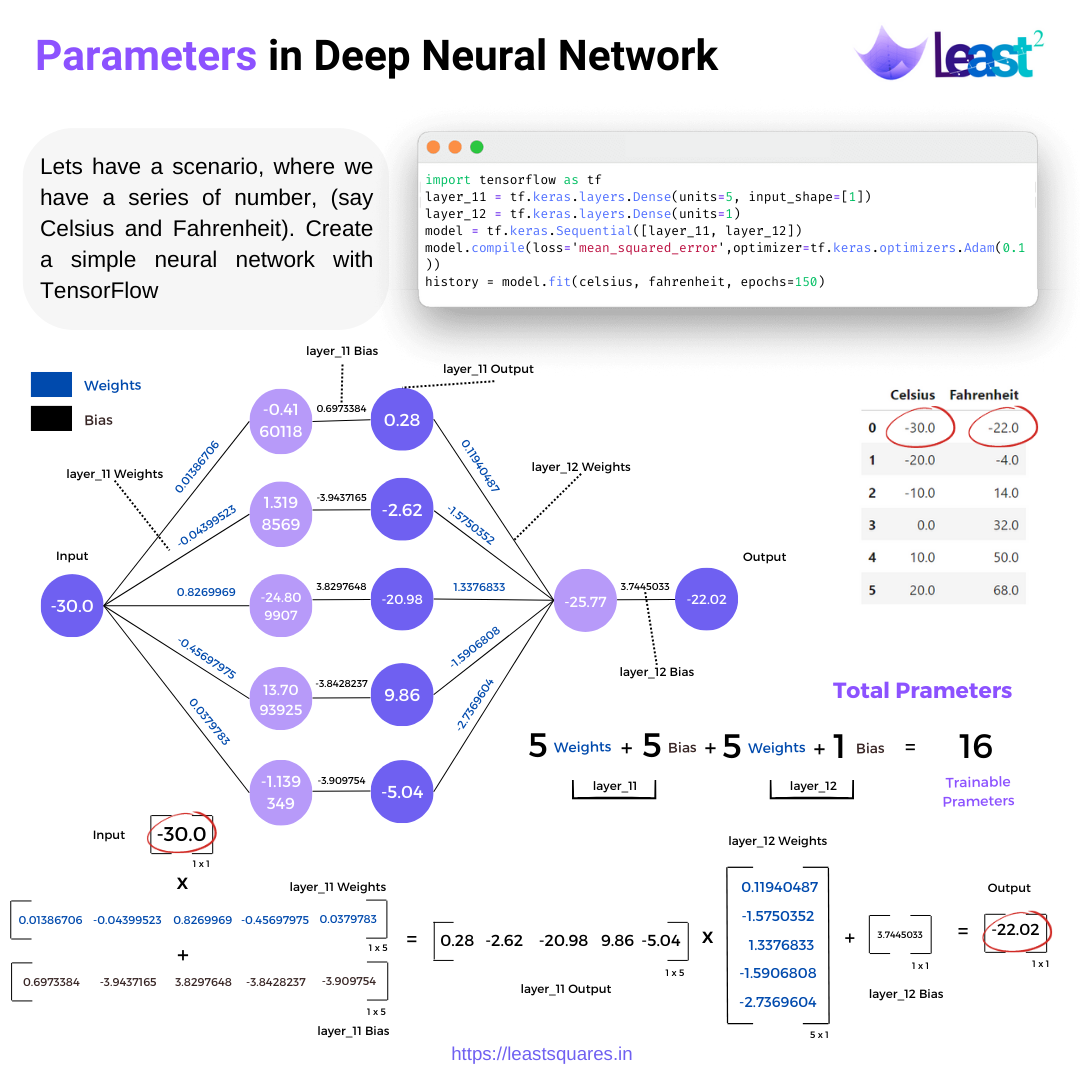 Parameters in Deep Neural Network
Least²
Lets have a scenario, where we
have a series of number, (say
Celsius and Fahrenheit). Create
a simple neural network with
TensorFlow
import tensorflow as tf
layer_11 = tf.keras.layers.Dense(units=5, input_shape=[1])
layer_12 = tf.keras.layers.Dense(units=1)
model = tf.keras.Sequential([layer_11, layer_12])
model.compile(loss='mean_squared_error',optimizer=tf.keras.optimizers.Adam(0.1
))
history = model.fit(celsius, fahrenheit, epochs=150)
Weights
Bias
layer_11 Bias
layer_11 Output
layer_11 Weights
layer_12 Weights
Input
-30.0
0.01386706
-0.04399523
0.8269969
-0.45697975
0.0379783
-0.41
60118
0.6973384
0.28
1.319
8569
-3.9437165
-2.62
-24.80
9907
3.8297648
-20.98
13.70
93925
-3.8428237
9.86
-1.139
349
-3.909754
-5.04
0.11940487
-1.5750352
1.3376833
-1.5906808
-2.7369604
-25.77
3.7445033
-22.02
Output
layer_12 Bias
Celsius Fahrenheit
0 -30.0 -22.0
1 -20.0 -4.0
2 -10.0 14.0
3 0.0 32.0
4 10.0 50.0
5 20.0 68.0
Total Prameters
5 Weights + 5 Bias + 5 Weights + 1 Bias = 16
layer_11
layer_12
Trainable
Prameters
Input
-30.0
1 x 1
X
layer_11 Weights
0.01386706 -0.04399523 0.8269969 -0.45697975 0.0379783
1 x 5
+
0.6973384 -3.9437165 3.8297648 -3.8428237 -3.909754
1 x 5
layer_11 Bias
=
0.28 -2.62 -20.98 9.86 -5.04
1 x 5
layer_11 Output
X
layer_12 Weights
0.11940487
-1.5750352
1.3376833
-1.5906808
-2.7369604
5 x 1
+
3.7445033
1 x 1
layer_12 Bias
=
Output
-22.02
1 x 1
https://leastsquares.in